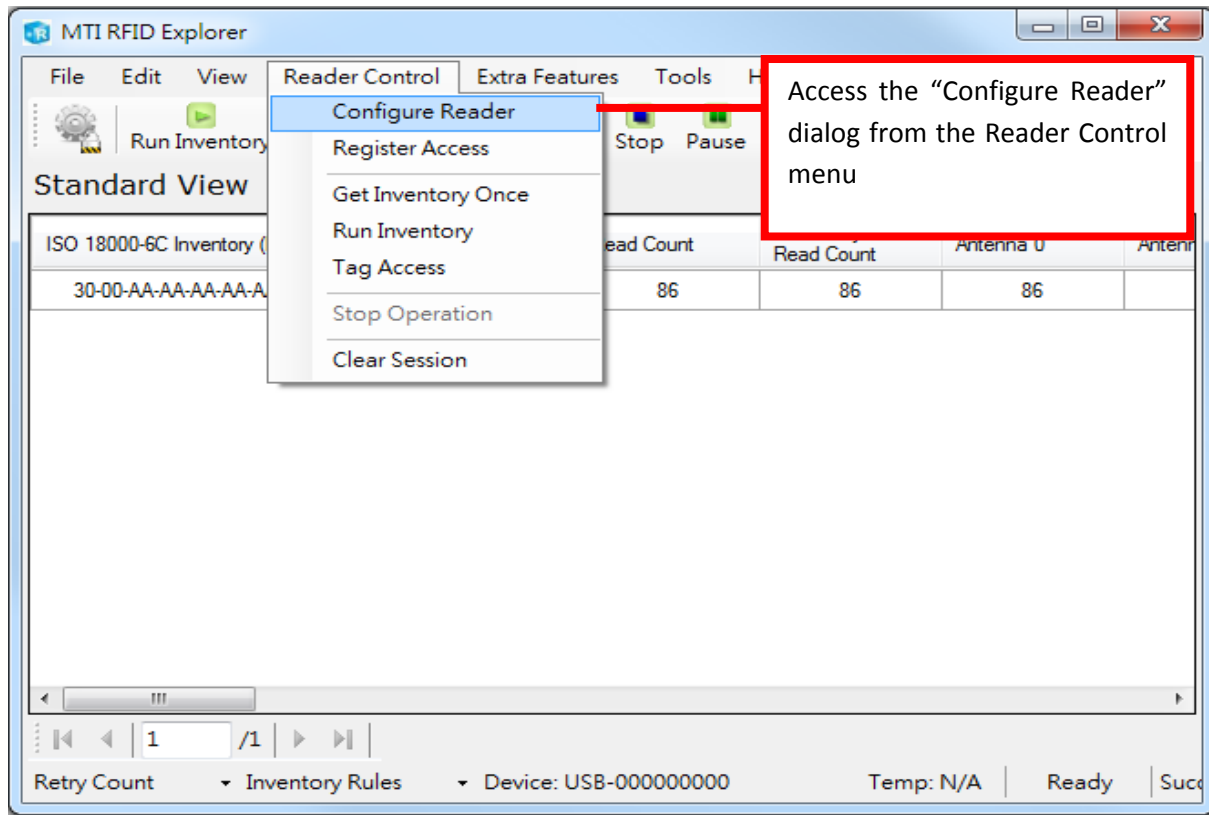 MTI RFID Explorer
File Edit View Reader Control Extra Features Tools H
Access the “Configure Reader”
dialog from the Reader Control
menu
Run Inventory
Stop Pause
Configure Reader
Register Access
Get Inventory Once
Run Inventory
Tag Access
Stop Operation
Clear Session
Standard View
ISO 18000-6C Inventory ( ead Count Read Count Antenna 0 Antenn
30-00-AA-AA-AA-AA-A 86 86 86
1 /1
Retry Count Inventory Rules Device: USB-000000000 Temp: N/A Ready Succ